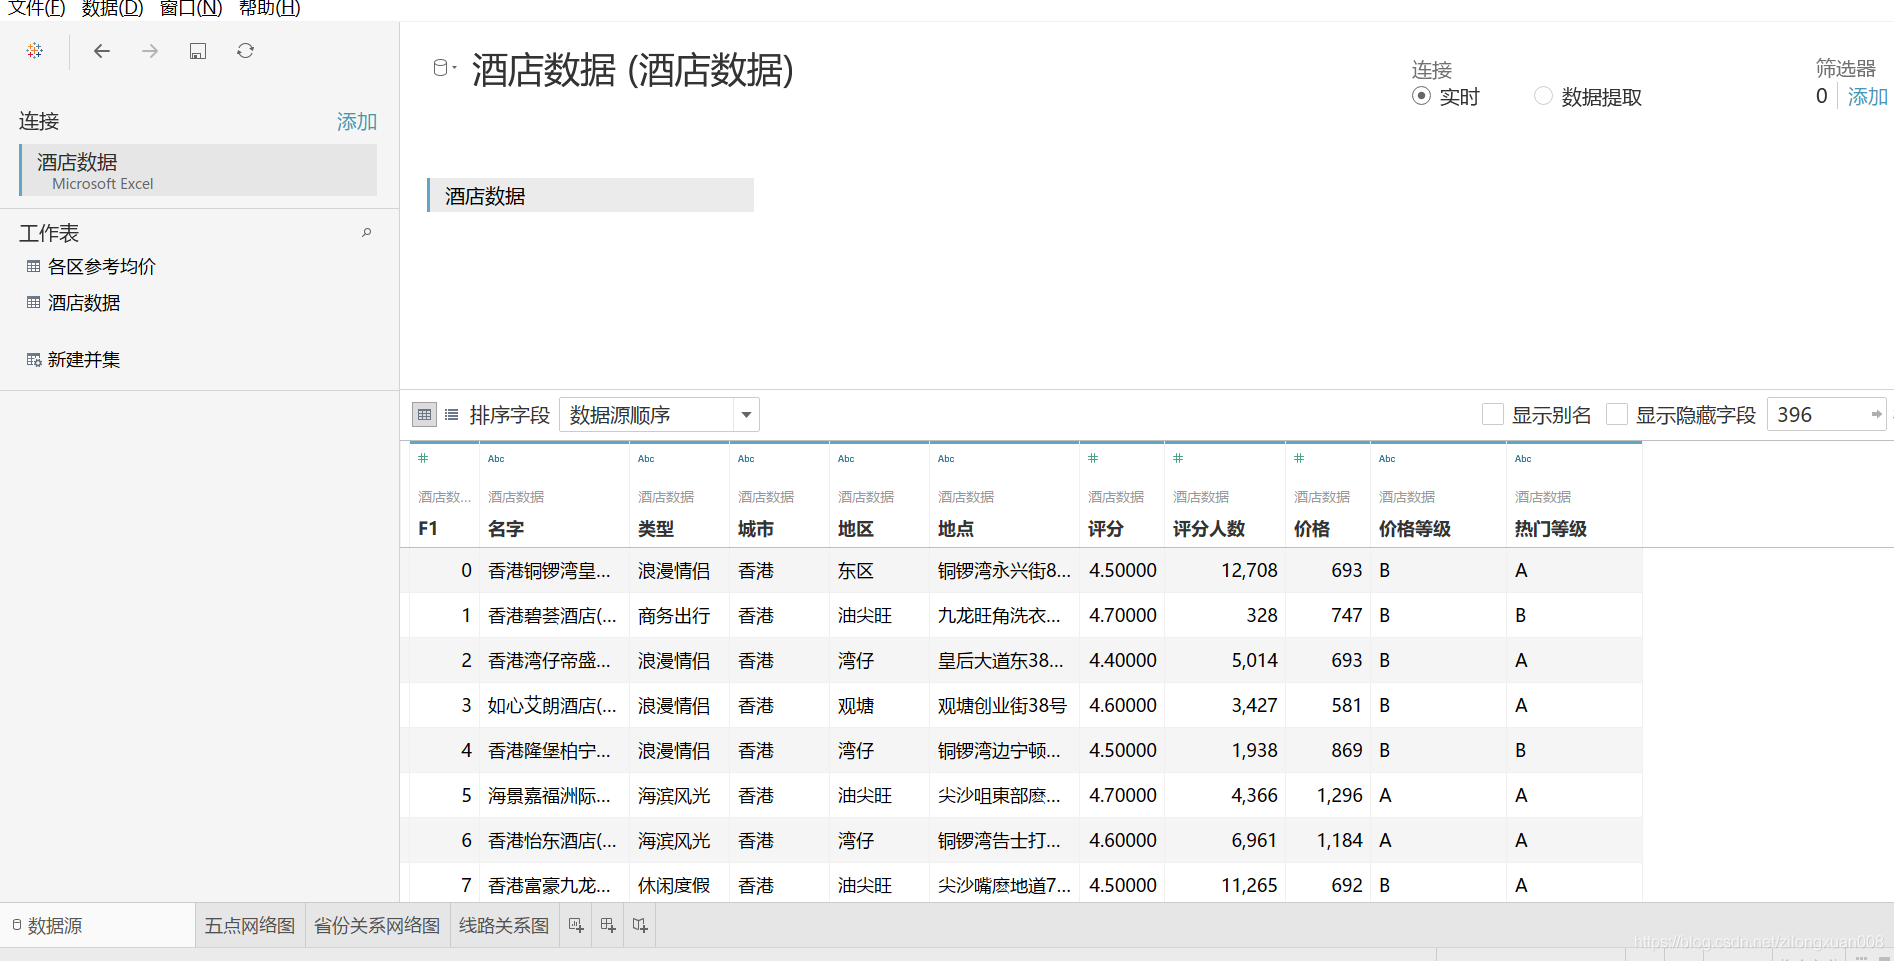 文件(F) 数据(D) 窗口(N) 帮助(H)
连接 添加
酒店数据
Microsoft Excel
工作表
各区参考均价
酒店数据
新建并集
酒店数据 (酒店数据)
连接
实时 数据提取
筛选器
0 添加
酒店数据
排序字段 数据源顺序 显示别名 显示隐藏字段 396
# Abc Abc Abc Abc Abc # # # Abc Abc
酒店数... 酒店数据 酒店数据 酒店数据 酒店数据 酒店数据 酒店数据 酒店数据 酒店数据 酒店数据 酒店数据
F1 名字 类型 城市 地区 地点 评分 评分人数 价格 价格等级 热门等级
0 香港铜锣湾皇... 浪漫情侣 香港 东区 铜锣湾永兴街8... 4.50000 12,708 693 B A
1 香港碧荟酒店(... 商务出行 香港 油尖旺 九龙旺角洗衣... 4.70000 328 747 B B
2 香港湾仔帝盛... 浪漫情侣 香港 湾仔 皇后大道东38... 4.40000 5,014 693 B A
3 如心艾朗酒店(... 浪漫情侣 香港 观塘 观塘创业街38号 4.60000 3,427 581 B A
4 香港隆堡柏宁... 浪漫情侣 香港 湾仔 铜锣湾边宁顿... 4.50000 1,938 869 B B
5 海景嘉福洲际... 海滨风光 香港 油尖旺 尖沙咀東部麽... 4.70000 4,366 1,296 A A
6 香港怡东酒店(... 海滨风光 香港 湾仔 铜锣湾告士打... 4.60000 6,961 1,184 A A
7 香港富豪九龙... 休闲度假 香港 油尖旺 尖沙嘴麽地道7... 4.50000 11,265 692 B A
数据源 五点网络图 省份关系网络图 线路关系图
https://blog.csdn.net/zilongxuan008